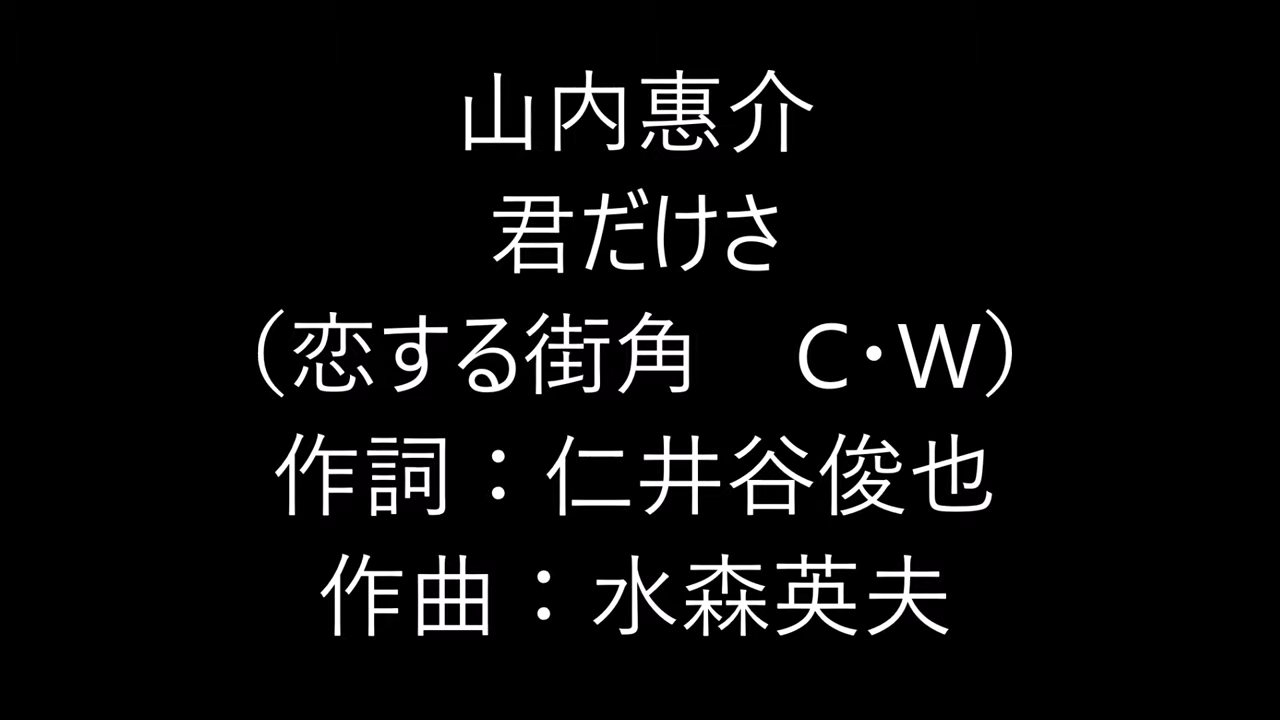 山内惠介
君だけさ
（恋する街角　C・W）
作詞：仁井谷俊也
作曲：水森英夫